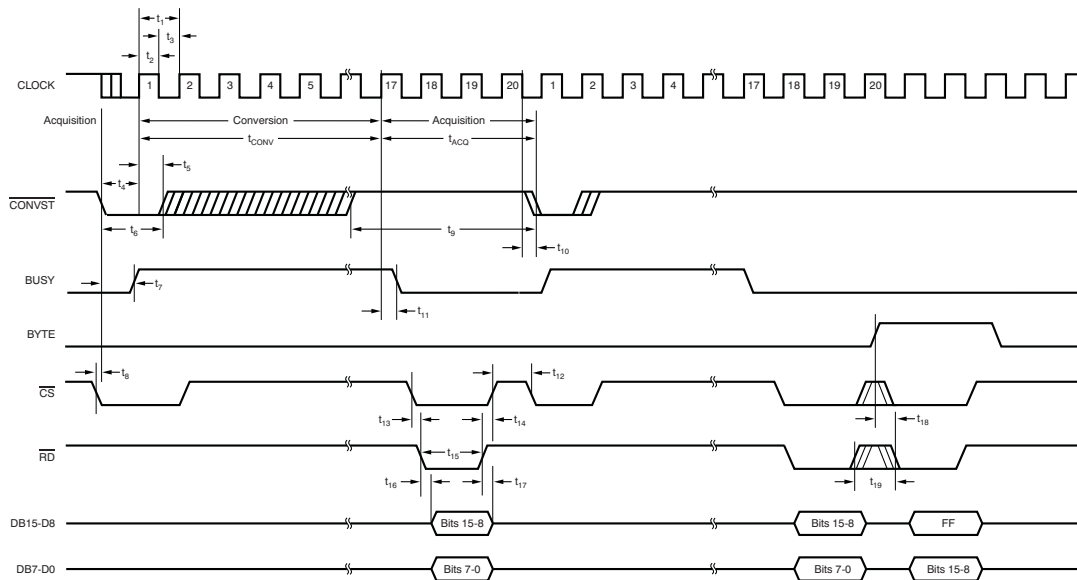 t1
t3
t2
CLOCK 1 2 3 4 5 17 18 19 20 1 2 3 4 17 18 19 20
Acquisition Conversion Acquisition
tCONV tACQ
t5
t4
CONVST
t6 t9
t10
BUSY
t7
t11
BYTE
t8 t12
CS
t13 t14 t18
RD
t15
t16 t17 t19
DB15-D8 Bits 15-8 Bits 15-8 FF
DB7-D0 Bits 7-0 Bits 7-0 Bits 15-8